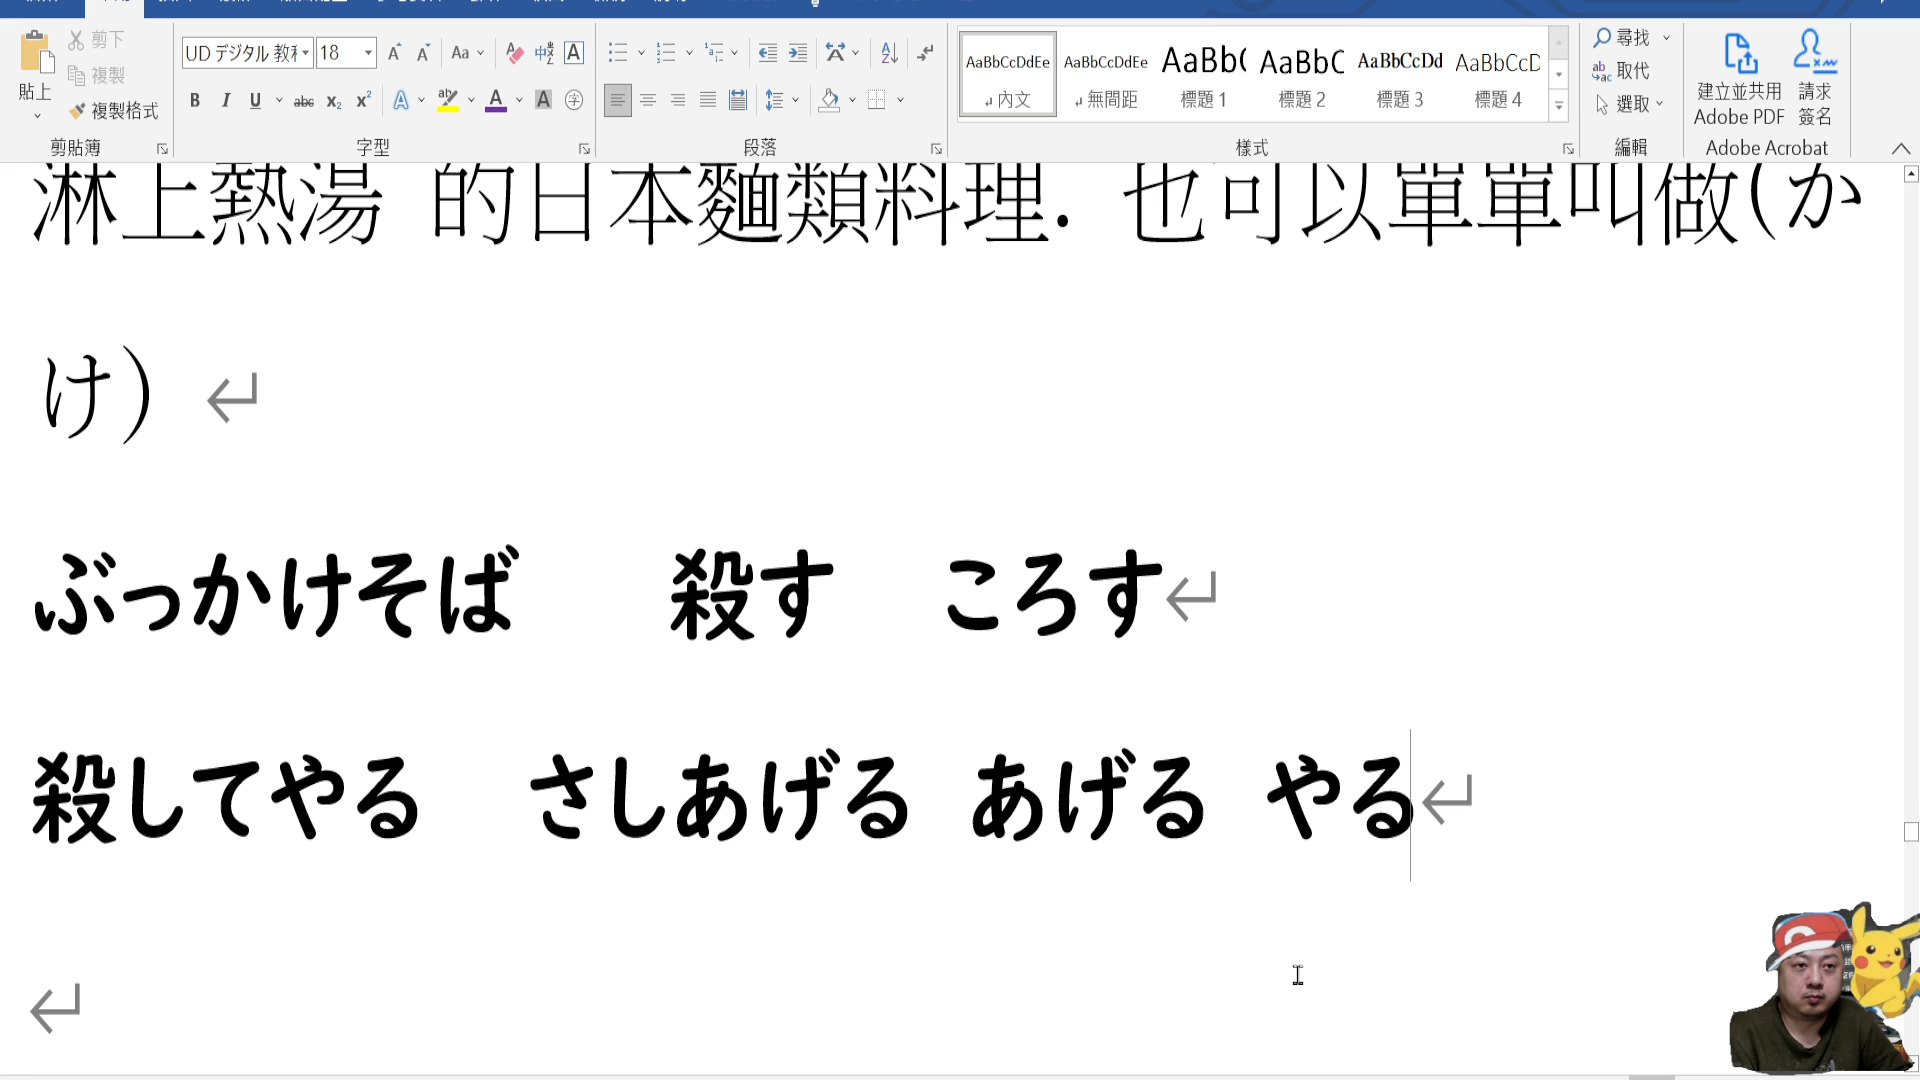 貼上
剪下
複製
複製格式
剪貼簿
UD デジタル 教
18
字型
段落
AaBbCcDdEe
AaBbCcDdEe
AaBb(
AaBbC
AaBbCcDd
AaBbCcD
內文
無間距
標題 1
標題 2
標題 3
標題 4
樣式
尋找
取代
選取
編輯
建立並共用
Adobe PDF
請求
簽名
Adobe Acrobat
淋上熱湯 的日本麵類料理. 也可以單單叫做(か
け)
ぶっかけそば 殺す ころす
殺してやる さしあげる あげる やる